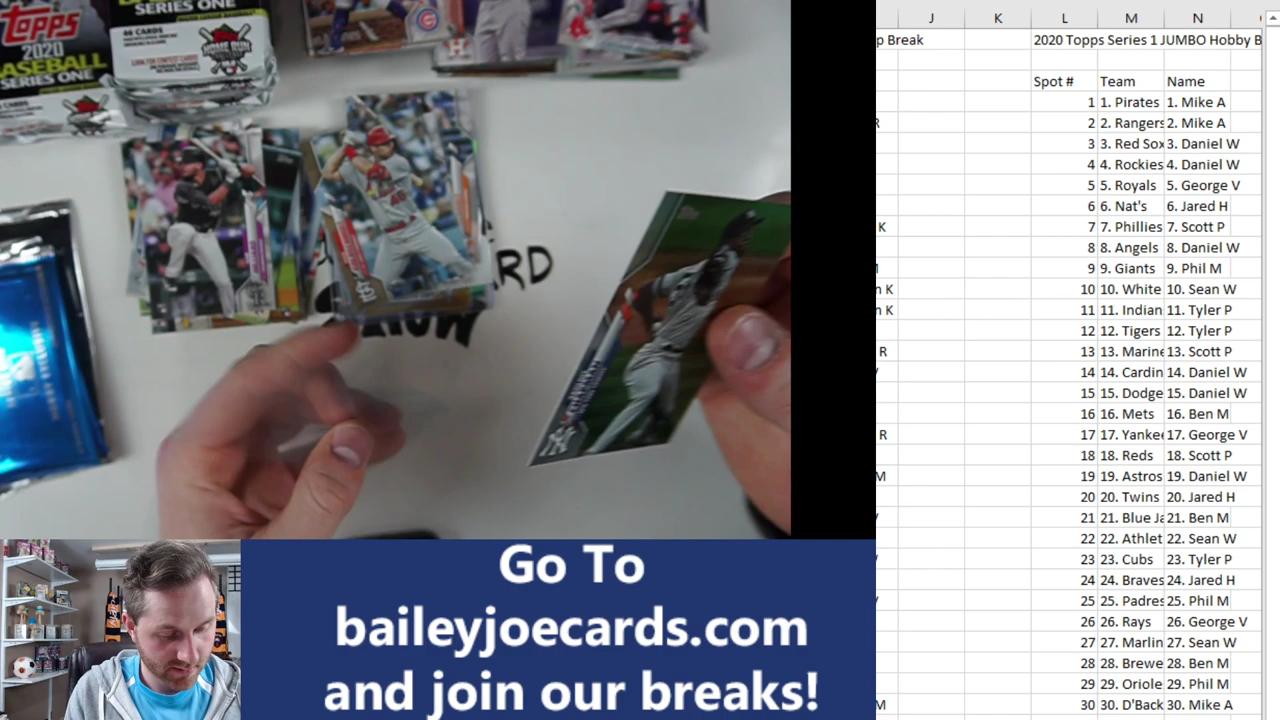 TOPPS
2020
BASEBALL
SERIES ONE
BASEBALL
SERIES ONE
46 CARDS
HOME RUN
RD
Go To
baileyjoecards.com
and join our breaks!
J K L M N
p Break 2020 Topps Series 1 JUMBO Hobby B
Spot # Team Name
1 1. Pirates 1. Mike A
R 2 2. Rangers 2. Mike A
3 3. Red Sox 3. Daniel W
4 4. Rockies 4. Daniel W
5 5. Royals 5. George V
6 6. Nat's 6. Jared H
K 7 7. Phillies 7. Scott P
8 8. Angels 8. Daniel W
9 9. Giants 9. Phil M
n K 10 10. White 10. Sean W
n K 11 11. Indian 11. Tyler P
12 12. Tigers 12. Tyler P
R 13 13. Marine 13. Scott P
14 14. Cardin 14. Daniel W
15 15. Dodge 15. Daniel W
16 16. Mets 16. Ben M
R 17 17. Yankee 17. George V
18 18. Reds 18. Scott P
M 19 19. Astros 19. Daniel W
20 20. Twins 20. Jared H
21 21. Blue Ja 21. Ben M
22 22. Athlet 22. Sean W
23 23. Cubs 23. Tyler P
24 24. Braves 24. Jared H
25 25. Padres 25. Phil M
26 26. Rays 26. George V
27 27. Marlin 27. Sean W
28 28. Brewe 28. Ben M
29 29. Oriole 29. Phil M
M 30 30. D'Back 30. Mike A